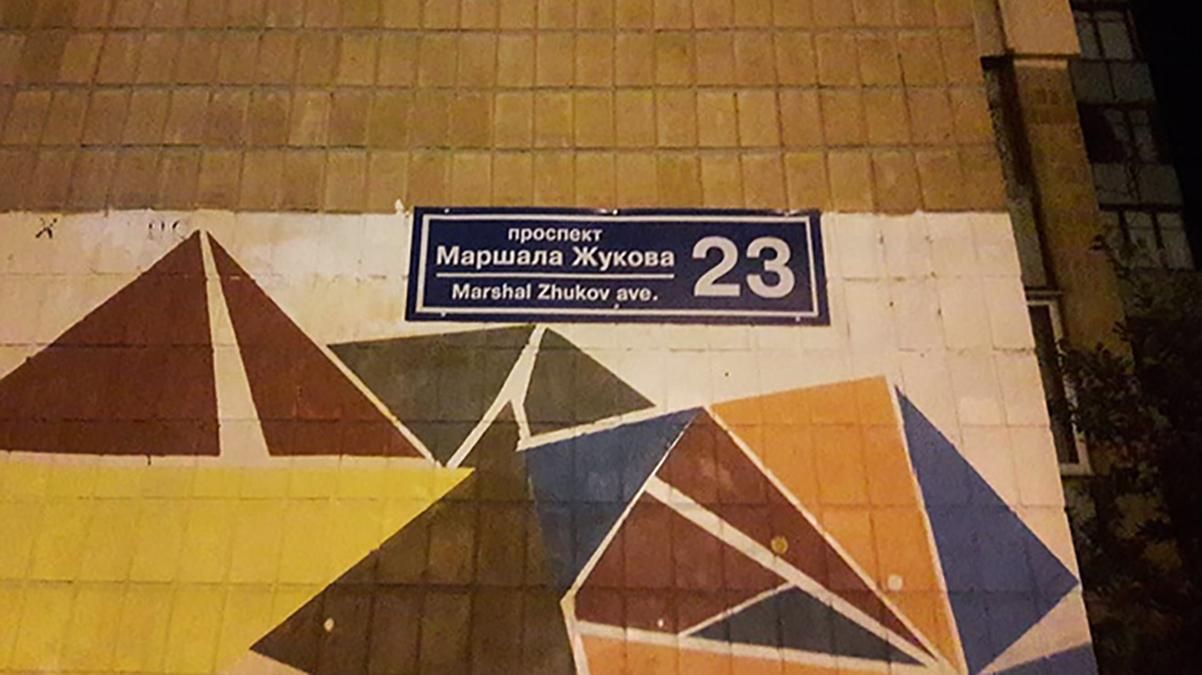 проспект
Маршала Жукова
Marshal Zhukov ave.
23